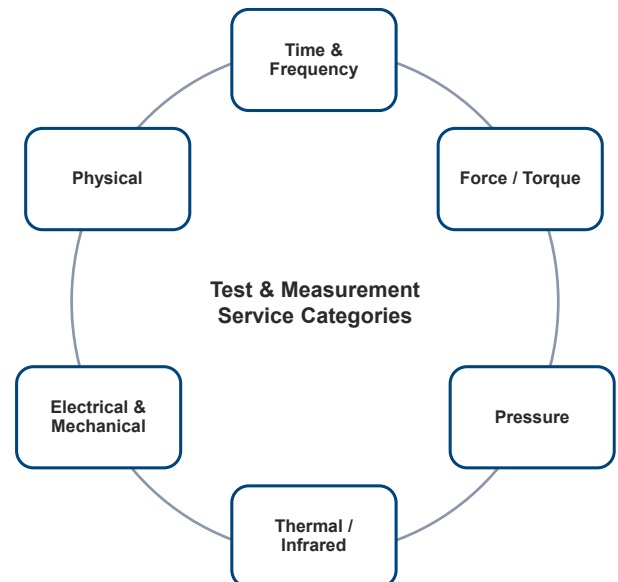 Time &
Frequency
Physical
Force / Torque
Test & Measurement
Service Categories
Electrical &
Mechanical
Pressure
Thermal /
Infrared